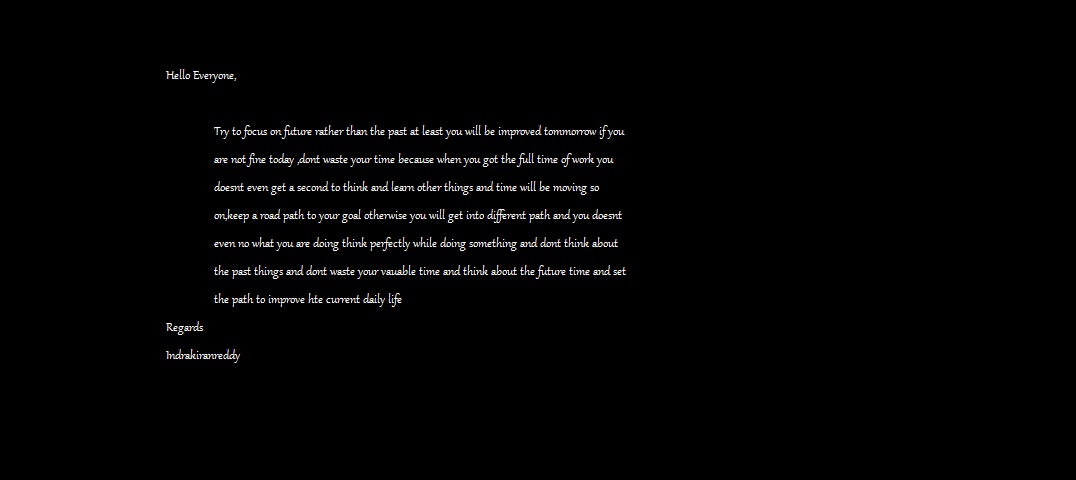 Hello Everyone,
Try to focus on future rather than the past at least you will be improved tommorrow if you
are not fine today ,dont waste your time because when you got the full time of work you
doesnt even get a second to think and learn other things and time will be moving so
on,keep a road path to your goal otherwise you will get into different path and you doesnt
even no what you are doing think perfectly while doing something and dont think about
the past things and dont waste your vauable time and think about the future time and set
the path to improve hte current daily life
Regards
Indrakiranreddy